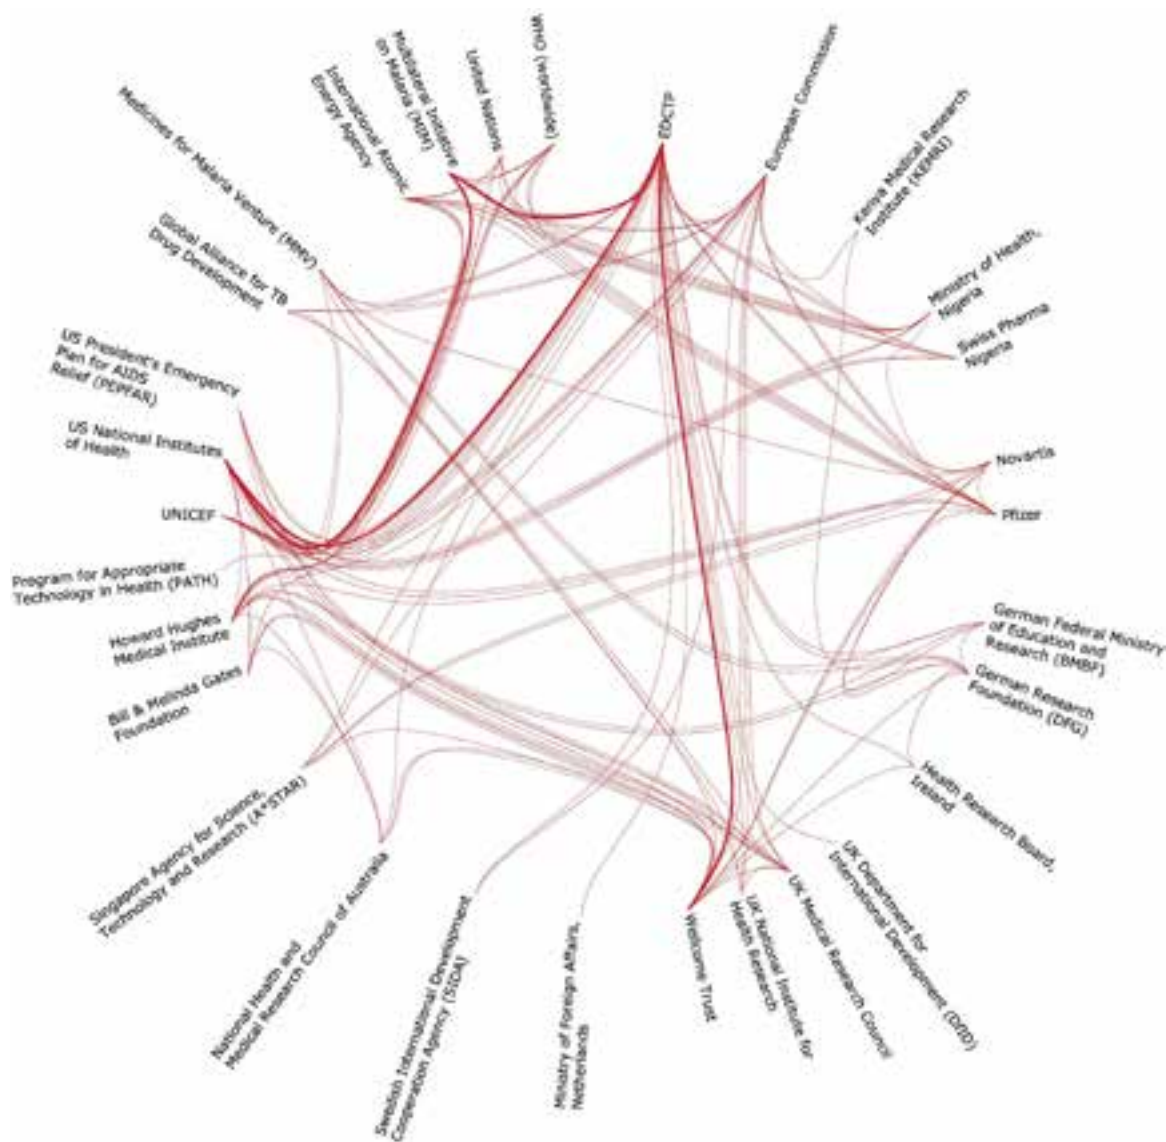 Multilateral Initiative
on Malaria (MIM)
United Nations
WHO (worldwide)
EDCTP
European Commission
Kenya Medical Research
Institute (KEMRI)
Ministry of Health,
Nigeria
Swiss Pharma
Nigeria
Novartis
Pfizer
German Federal Ministry
of Education and
Research (BMBF)
German Research
Foundation (DFG)
Health Research Board,
Ireland
UK Department for
International Development (DfID)
UK Medical Research Council
UK National Institute for
Health Research
Wellcome Trust
Ministry of Foreign Affairs,
Netherlands
Swedish International Development
Cooperation Agency (SIDA)
National Health and
Medical Research Council of Australia
Singapore Agency for Science,
Technology and Research (A*STAR)
Bill & Melinda Gates
Foundation
Howard Hughes
Medical Institute
Program for Appropriate
Technology in Health (PATH)
UNICEF
US National Institutes
of Health
US President's Emergency
Plan for AIDS
Relief (PEPFAR)
Global Alliance for TB
Drug Development
Medicines for Malaria Venture (MMV)
International Atomic
Energy Agency